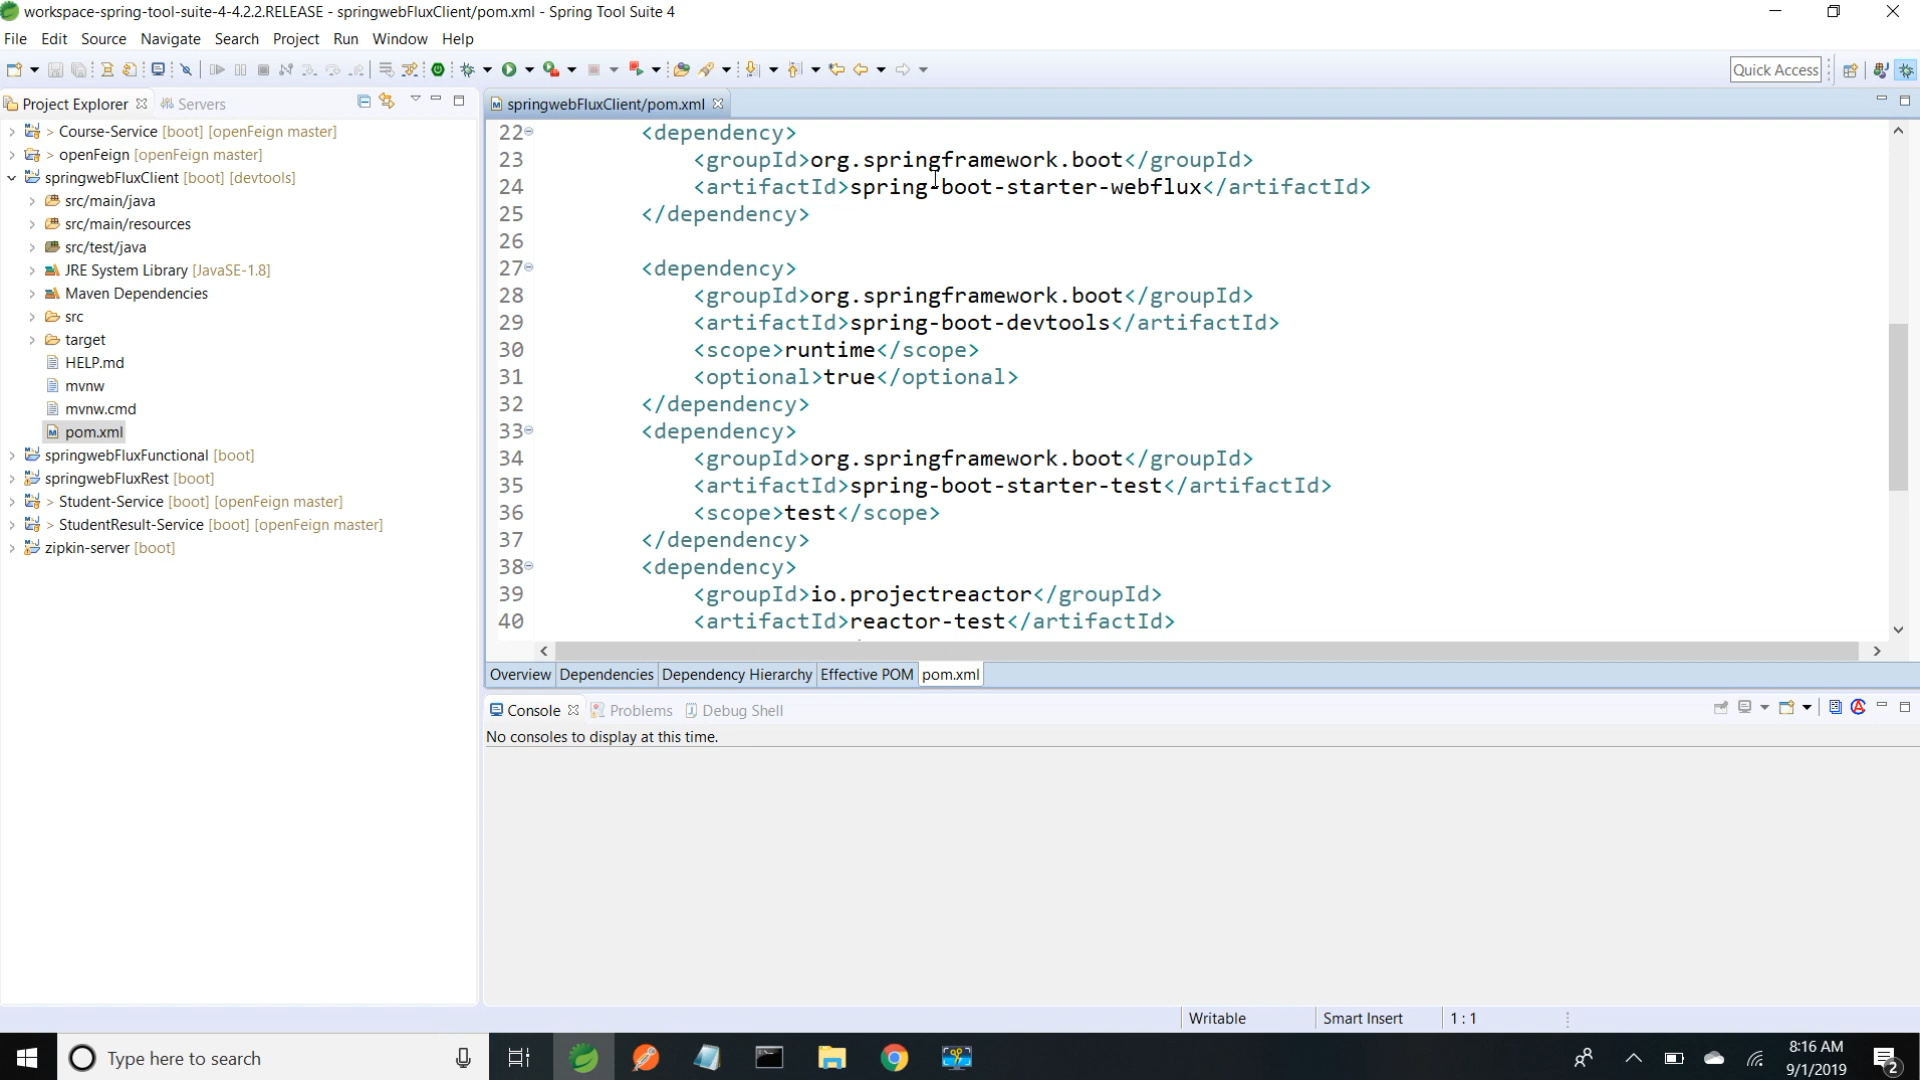 workspace-spring-tool-suite-4-4.2.2.RELEASE - springwebFluxClient/pom.xml - Spring Tool Suite 4
File Edit Source Navigate Search Project Run Window Help
Quick Access
Project Explorer
Servers
springwebFluxClient/pom.xml
> Course-Service [boot] [openFeign master]
> openFeign [openFeign master]
springwebFluxClient [boot] [devtools]
src/main/java
src/main/resources
src/test/java
JRE System Library [JavaSE-1.8]
Maven Dependencies
src
target
HELP.md
mvnw
mvnw.cmd
pom.xml
springwebFluxFunctional [boot]
springwebFluxRest [boot]
> Student-Service [boot] [openFeign master]
> StudentResult-Service [boot] [openFeign master]
zipkin-server [boot]
22 <dependency>
23 <groupId>org.springframework.boot</groupId>
24 <artifactId>spring-boot-starter-webflux</artifactId>
25 </dependency>
26
27 <dependency>
28 <groupId>org.springframework.boot</groupId>
29 <artifactId>spring-boot-devtools</artifactId>
30 <scope>runtime</scope>
31 <optional>true</optional>
32 </dependency>
33 <dependency>
34 <groupId>org.springframework.boot</groupId>
35 <artifactId>spring-boot-starter-test</artifactId>
36 <scope>test</scope>
37 </dependency>
38 <dependency>
39 <groupId>io.projectreactor</groupId>
40 <artifactId>reactor-test</artifactId>
Overview Dependencies Dependency Hierarchy Effective POM pom.xml
Console Problems Debug Shell
No consoles to display at this time.
Writable Smart Insert 1 : 1
Type here to search
8:16 AM
9/1/2019
2